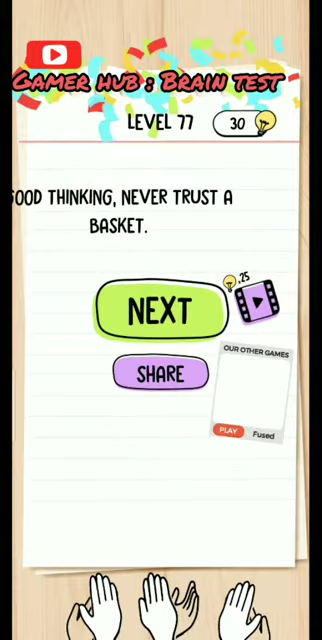 GAMER HUB : BRAIN TEST
LEVEL 77
30
OOD THINKING, NEVER TRUST A
BASKET.
.25
NEXT
SHARE
OUR OTHER GAMES
PLAY
Fused